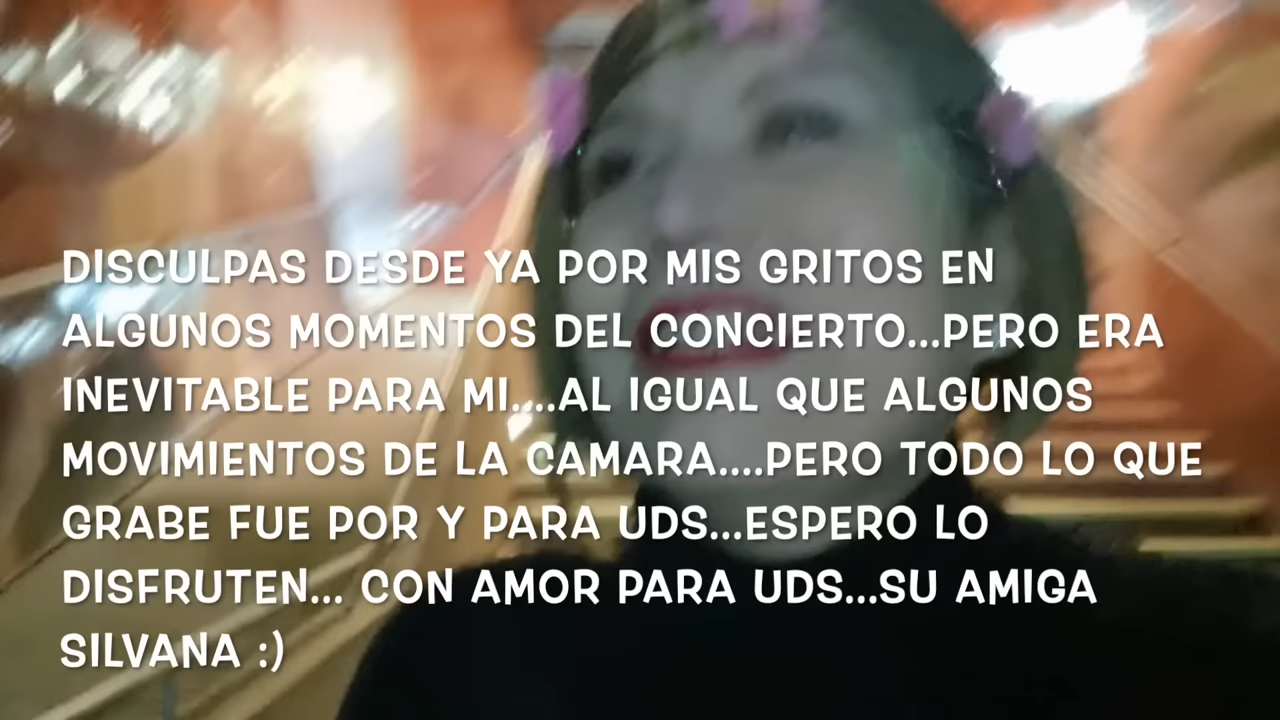 DISCULPAS DESDE YA POR MIS GRITOS EN
ALGUNOS MOMENTOS DEL CONCIERTO...PERO ERA
INEVITABLE PARA MI....AL IGUAL QUE ALGUNOS
MOVIMIENTOS DE LA CAMARA....PERO TODO LO QUE
GRABE FUE POR Y PARA UDS...ESPERO LO
DISFRUTEN... CON AMOR PARA UDS...SU AMIGA
SILVANA :)